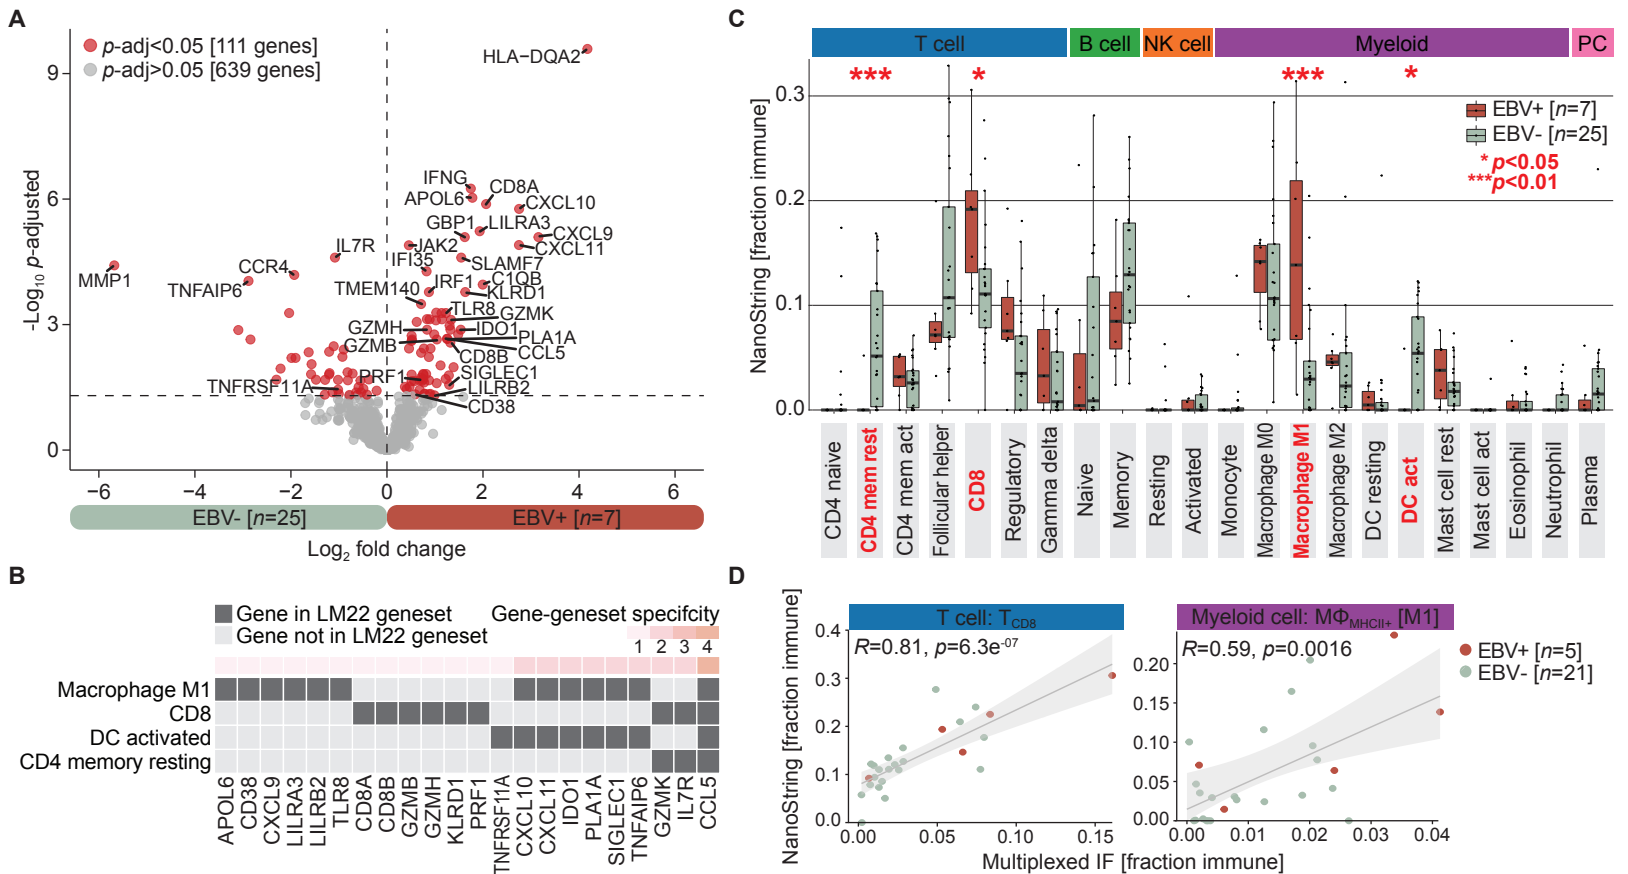 A
p-adj<0.05 [111 genes]
p-adj>0.05 [639 genes]
-Log10 p-adjusted
9
6
3
0
HLA−DQA2
IFNG
CD8A
APOL6
CXCL10
GBP1
LILRA3
CXCL9
IL7R
JAK2
CXCL11
CCR4
IFI35
SLAMF7
MMP1
TNFAIP6
IRF1
C1QB
TMEM140
KLRD1
TLR8
GZMK
GZMH
IDO1
PLA1A
GZMB
CCL5
CD8B
PRF1
SIGLEC1
TNFRSF11A
LILRB2
CD38
−6
−4
−2
0
2
4
6
EBV- [n=25]
EBV+ [n=7]
Log2 fold change
B
Gene in LM22 geneset
Gene not in LM22 geneset
Gene-geneset specifcity
1
2
3
4
Macrophage M1
CD8
DC activated
CD4 memory resting
APOL6
CD38
CXCL9
LILRA3
LILRB2
TLR8
CD8A
CD8B
GZMB
GZMH
KLRD1
PRF1
TNFRSF11A
CXCL10
CXCL11
IDO1
PLA1A
SIGLEC1
TNFAIP6
GZMK
IL7R
CCL5
C
T cell
B cell
NK cell
Myeloid
PC
***
*
***
*
NanoString [fraction immune]
0.3
0.2
0.1
0.0
EBV+ [n=7]
EBV- [n=25]
* p<0.05
***p<0.01
CD4 naive
CD4 mem rest
CD4 mem act
Follicular helper
CD8
Regulatory
Gamma delta
Naive
Memory
Resting
Activated
Monocyte
Macrophage M0
Macrophage M1
Macrophage M2
DC resting
DC act
Mast cell rest
Mast cell act
Eosinophil
Neutrophil
Plasma
D
NanoString [fraction immune]
T cell: TCD8
R=0.81, p=6.3e-07
0.4
0.3
0.2
0.1
0.0
0.00
0.05
0.10
0.15
Myeloid cell: MΦMHCII+ [M1]
R=0.59, p=0.0016
0.20
0.15
0.10
0.05
0.00
0.00
0.01
0.02
0.03
0.04
EBV+ [n=5]
EBV- [n=21]
Multiplexed IF [fraction immune]